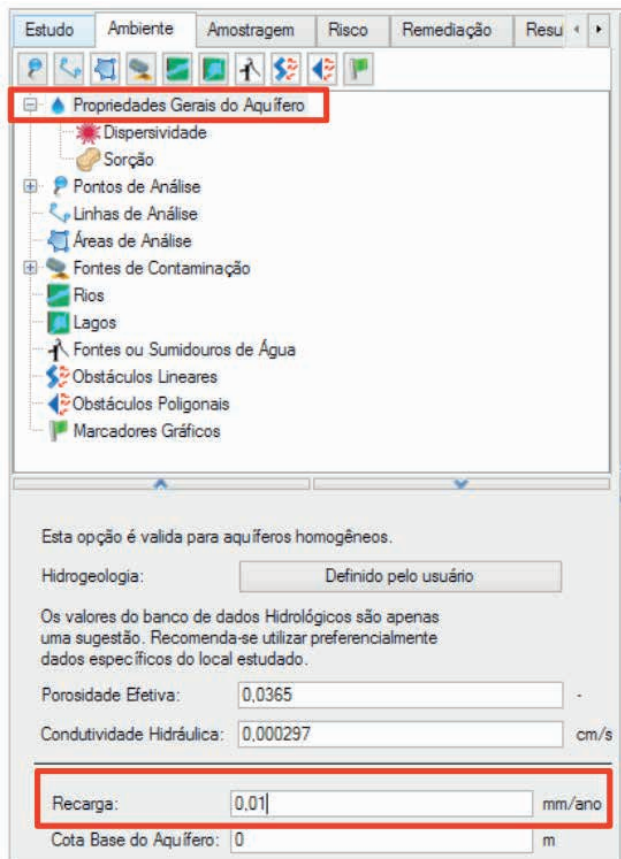 Estudo Ambiente Amostragem Risco Remediação Resu
Propriedades Gerais do Aquífero
Dispersividade
Sorção
Pontos de Análise
Linhas de Análise
Áreas de Análise
Fontes de Contaminação
Rios
Lagos
Fontes ou Sumidouros de Água
Obstáculos Lineares
Obstáculos Poligonais
Marcadores Gráficos
Esta opção é valida para aquíferos homogêneos.
Hidrogeologia: Definido pelo usuário
Os valores do banco de dados Hidrológicos são apenas
uma sugestão. Recomenda-se utilizar preferencialmente
dados específicos do local estudado.
Porosidade Efetiva: 0,0365 -
Condutividade Hidráulica: 0,000297 cm/s
Recarga: 0,01 mm/ano
Cota Base do Aquífero: 0 m